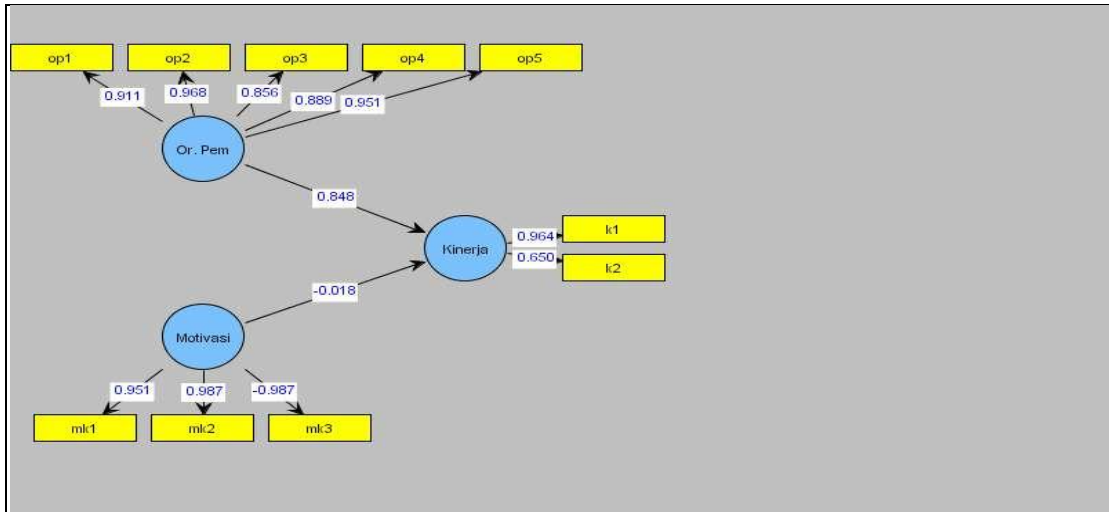 op1 op2 op3 op4 op5
0.911 0.968 0.856 0.889 0.951
Or. Pem
0.848
k1
0.964
Kinerja
0.650
k2
-0.018
Motivasi
0.951 0.987 -0.987
mk1 mk2 mk3